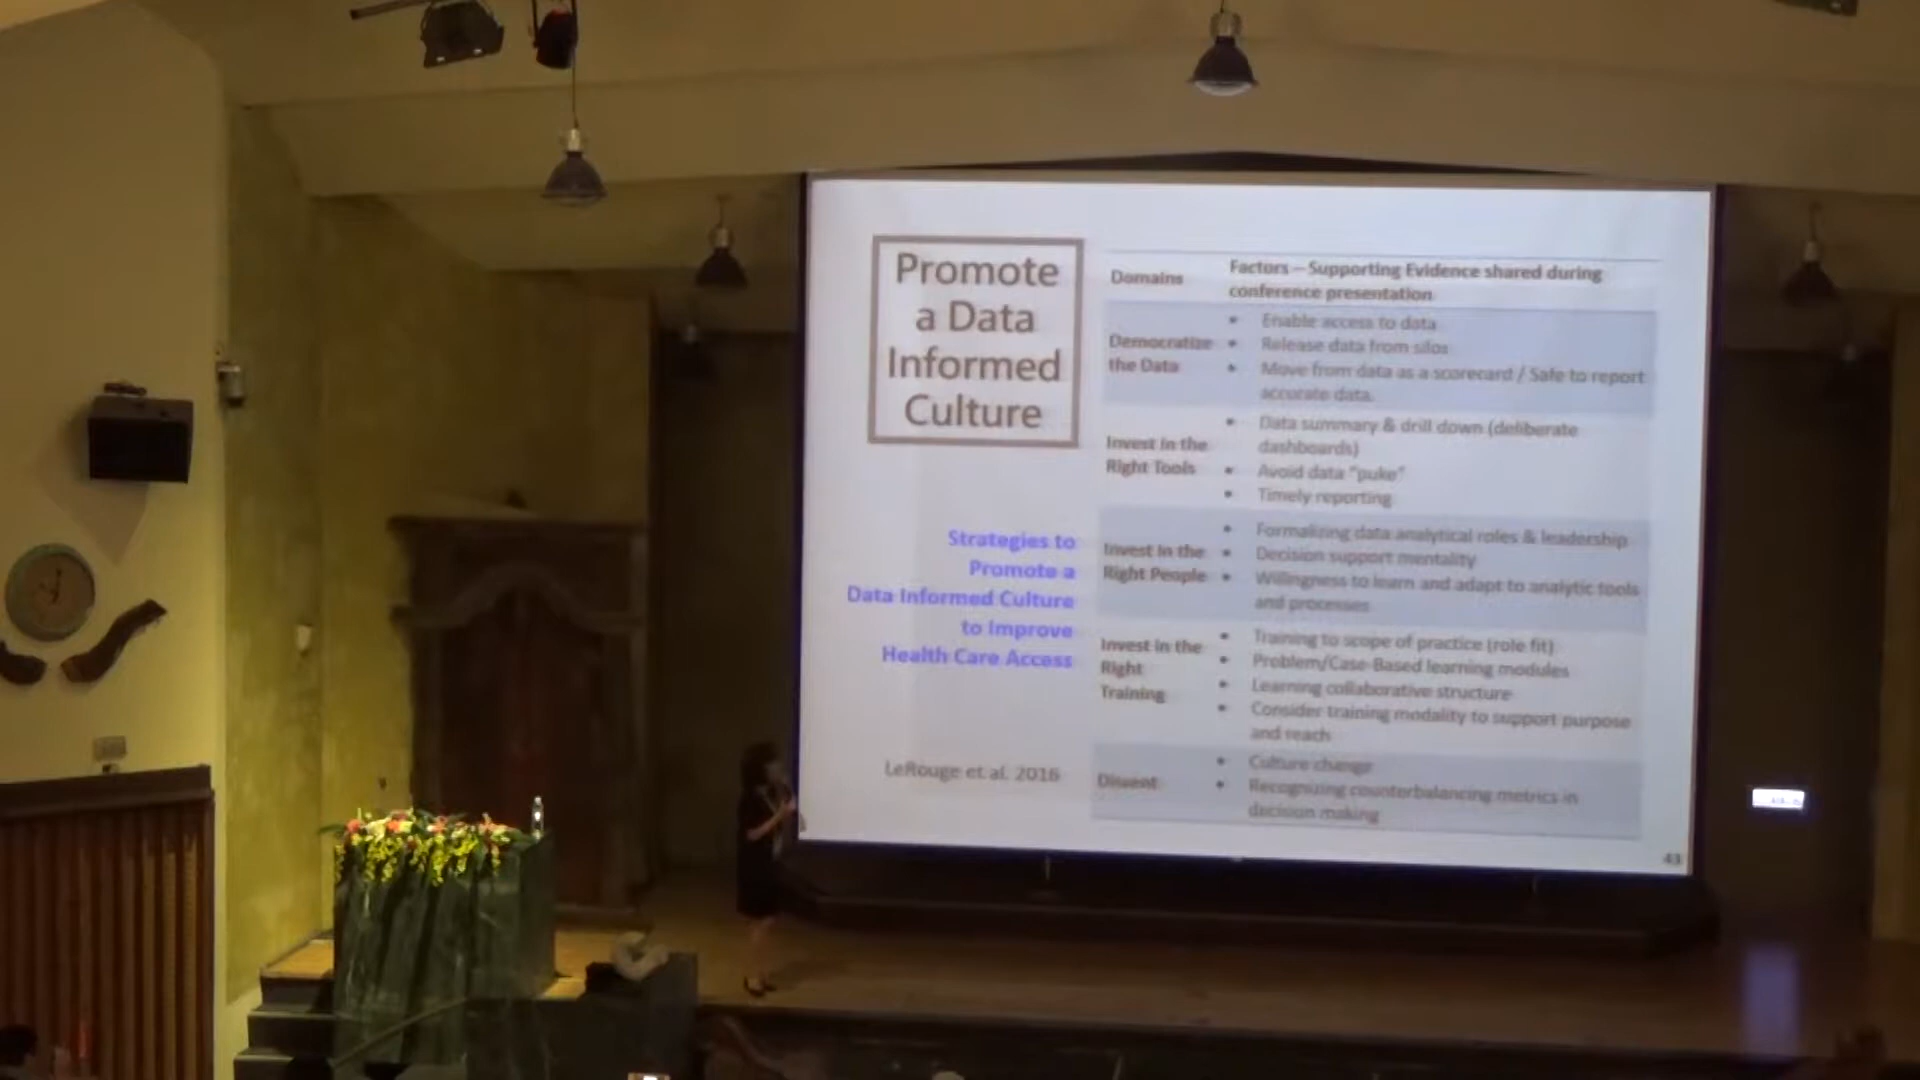 Promote
a Data
Informed
Culture
Strategies to
Promote a
Data Informed Culture
to Improve
Health Care Access
LeRouge et al. 2016
Domains
Factors – Supporting Evidence shared during
conference presentation
Democratize
the Data
• Enable access to data
• Release data from silos
• Move from data as a scorecard / Safe to report
accurate data.
Invest in the
Right Tools
• Data summary & drill down (deliberate
dashboards)
• Avoid data "puke"
• Timely reporting
Invest in the
Right People
• Formalizing data analytical roles & leadership
• Decision support mentality
• Willingness to learn and adapt to analytic tools
and processes
Invest in the
Right
Training
• Training to scope of practice (role fit)
• Problem/Case-Based learning modules
• Learning collaborative structure
• Consider training modality to support purpose
and reach
Dissent
• Culture change
• Recognizing counterbalancing metrics in
decision making
43